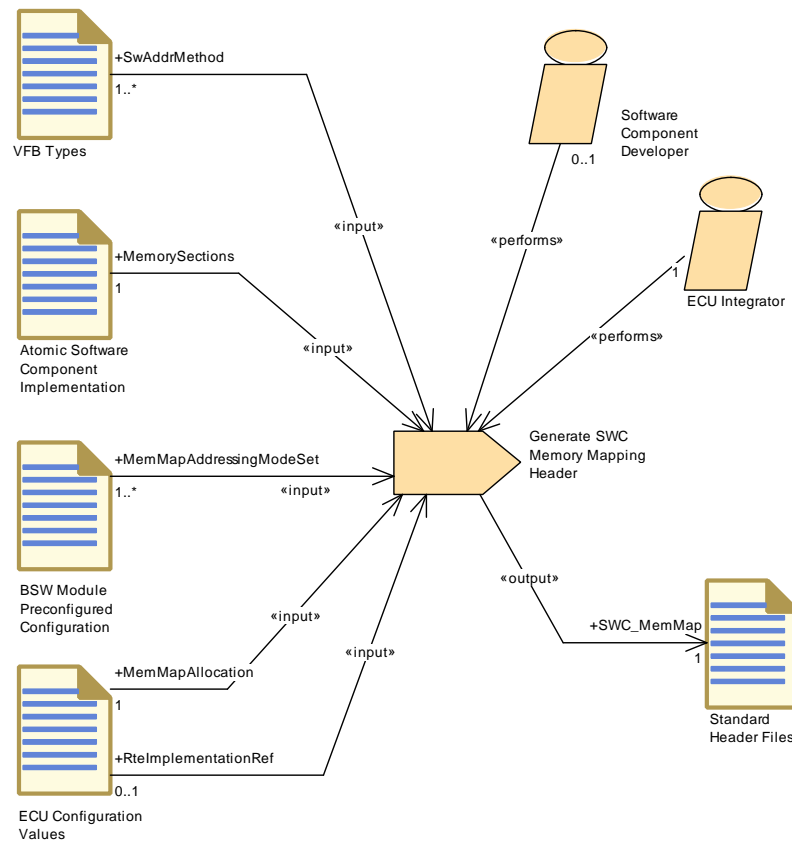 +SwAddrMethod
1..*
VFB Types
Software
Component
Developer
0..1
«input»
«performs»
+MemorySections
1
ECU Integrator
1
«input»
«performs»
Atomic Software
Component
Implementation
Generate SWC
Memory Mapping
Header
+MemMapAddressingModeSet
1..*
«input»
BSW Module
Preconfigured
Configuration
«output»
«input»
+SWC_MemMap
1
«input»
+MemMapAllocation
1
Standard
Header Files
+RteImplementationRef
0..1
ECU Configuration
Values